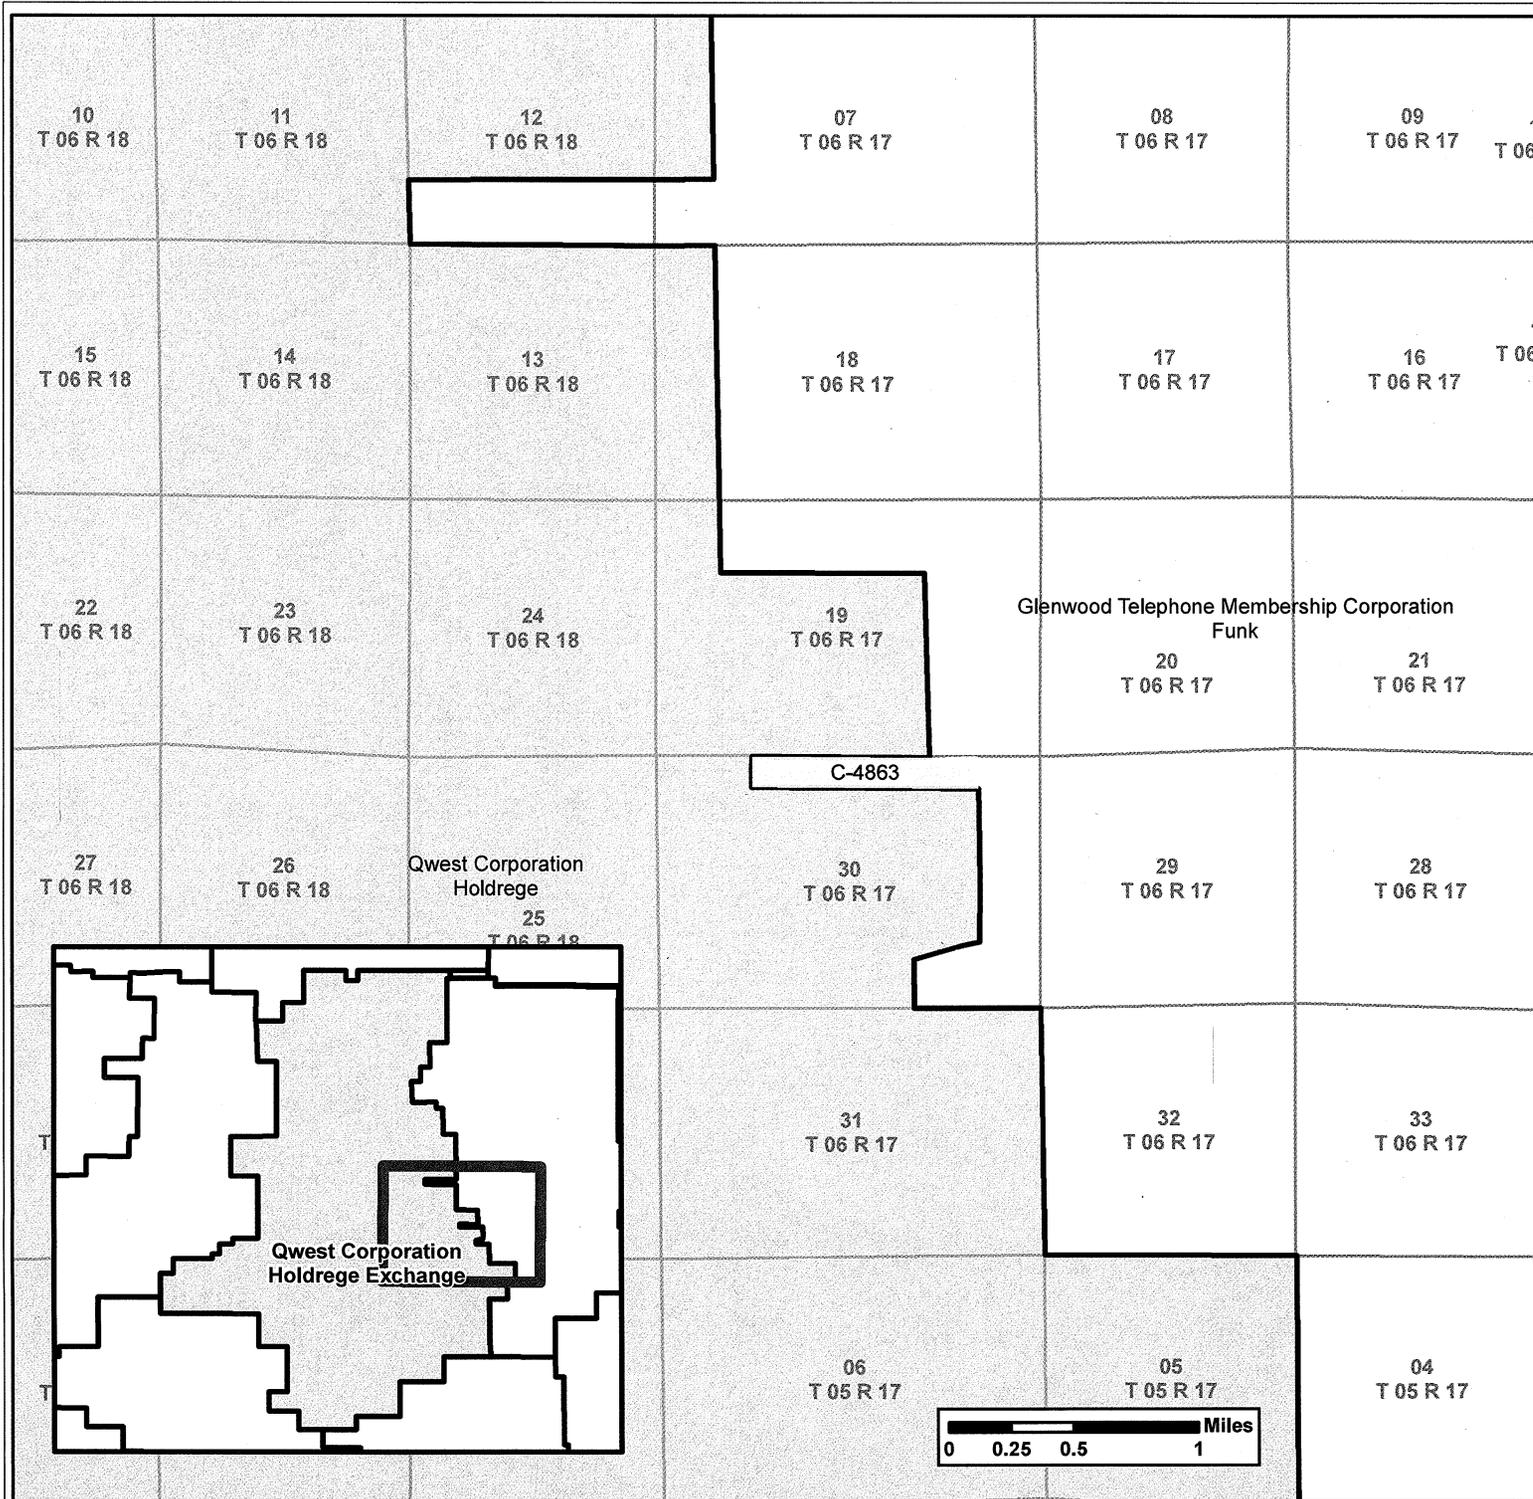 10
T 06 R 18
11
T 06 R 18
12
T 06 R 18
07
T 06 R 17
08
T 06 R 17
09
T 06 R 17
T 06
15
T 06 R 18
14
T 06 R 18
13
T 06 R 18
18
T 06 R 17
17
T 06 R 17
16
T 06 R 17
T 06
22
T 06 R 18
23
T 06 R 18
24
T 06 R 18
19
T 06 R 17
Glenwood Telephone Membership Corporation
Funk
20
T 06 R 17
21
T 06 R 17
C-4863
27
T 06 R 18
26
T 06 R 18
Qwest Corporation
Holdrege
25
T 06 R 18
30
T 06 R 17
29
T 06 R 17
28
T 06 R 17
T
31
T 06 R 17
32
T 06 R 17
33
T 06 R 17
Qwest Corporation
Holdrege Exchange
T
06
T 05 R 17
05
T 05 R 17
04
T 05 R 17
Miles
0 0.25 0.5 1